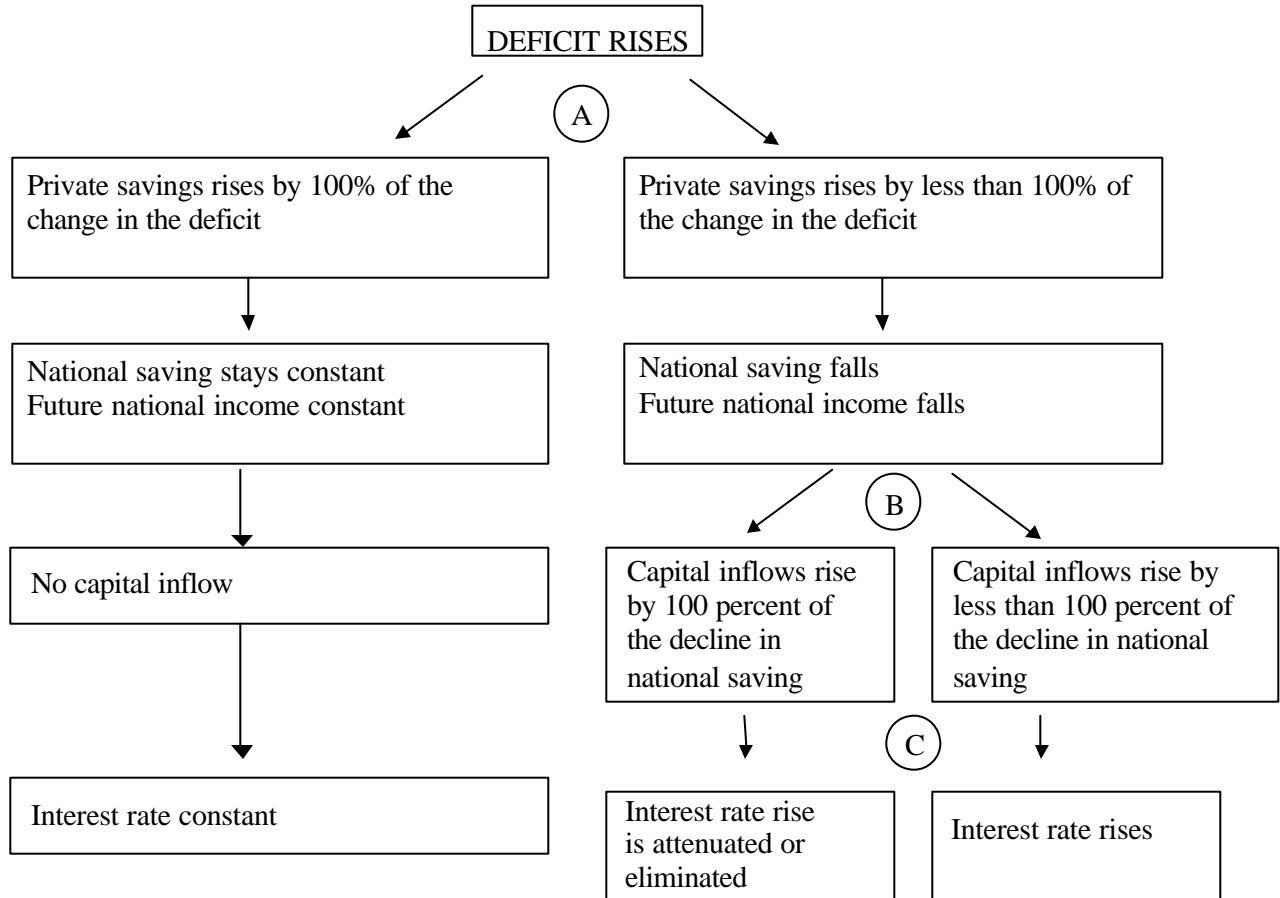 DEFICIT RISES
A
Private savings rises by 100% of the
change in the deficit
Private savings rises by less than 100% of
the change in the deficit
National saving stays constant
Future national income constant
National saving falls
Future national income falls
B
No capital inflow
Capital inflows rise
by 100 percent of
the decline in
national saving
Capital inflows rise by
less than 100 percent of
the decline in national
saving
C
Interest rate constant
Interest rate rise
is attenuated or
eliminated
Interest rate rises